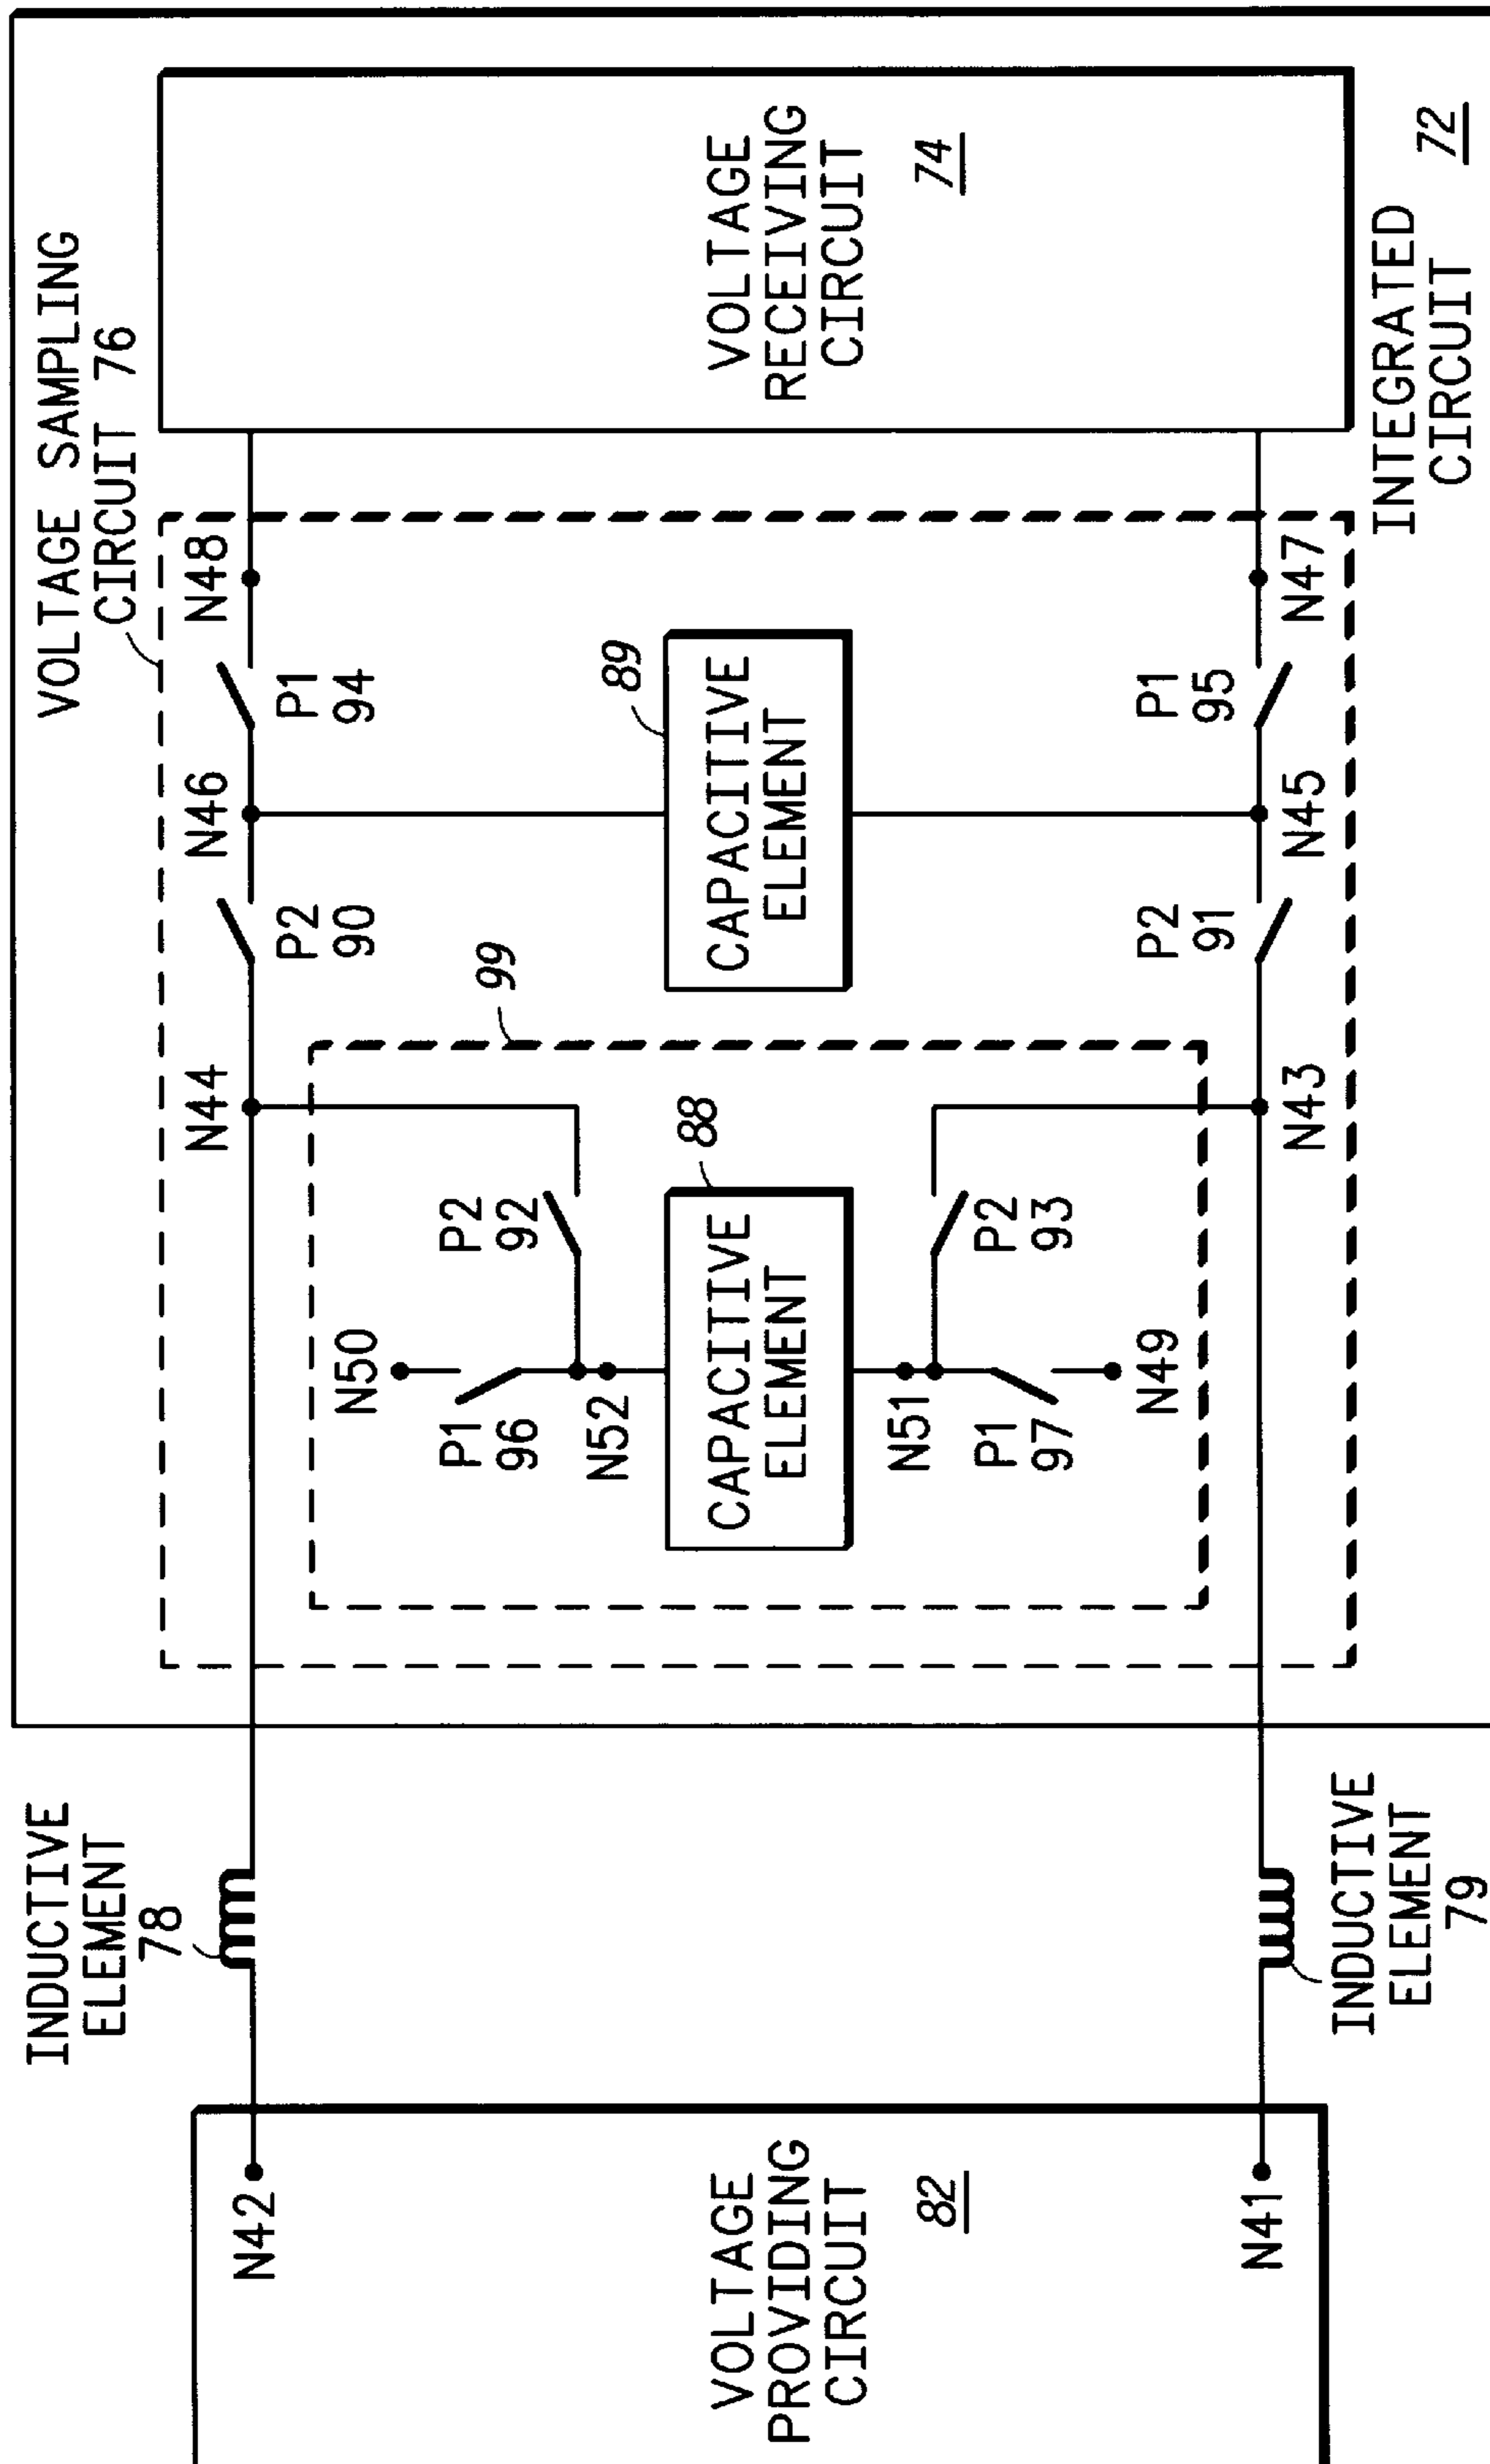 VOLTAGE SAMPLING
CIRCUIT 76
INDUCTIVE
ELEMENT
78
N42
N44
N46
N48
P2
90
P1
94
99
N50
P1
96
P2
92
N52
88
89
VOLTAGE
PROVIDING
CIRCUIT
82
CAPACITIVE
ELEMENT
CAPACITIVE
ELEMENT
VOLTAGE
RECEIVING
CIRCUIT
74
N51
P1
97
P2
93
N49
P2
91
P1
95
N41
N43
N45
N47
INDUCTIVE
ELEMENT
79
INTEGRATED
CIRCUIT
72